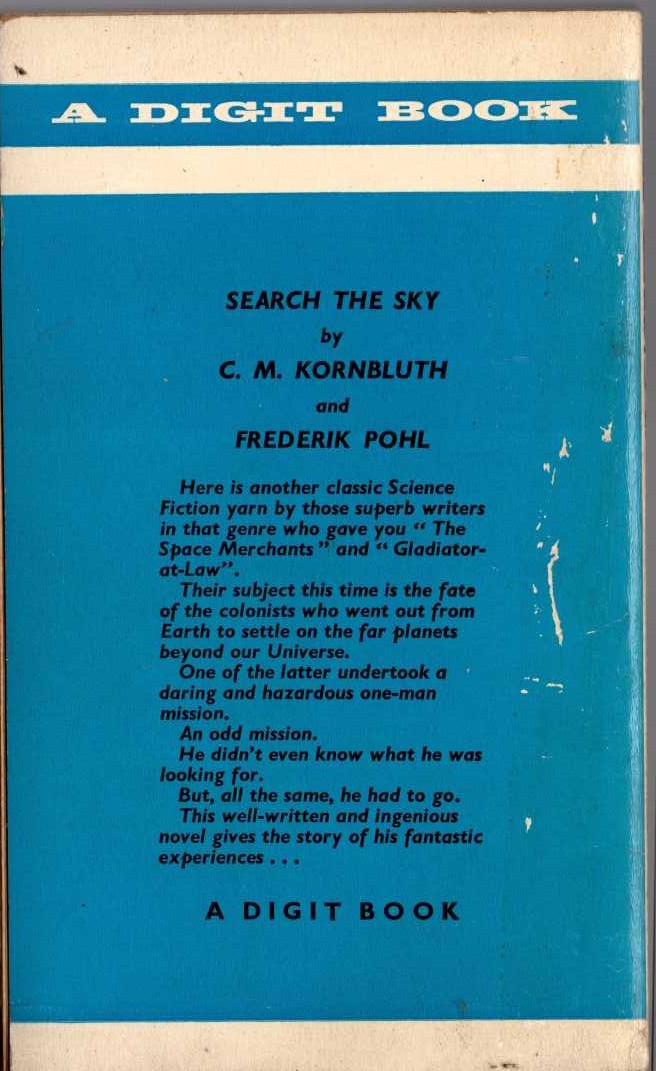 A DIGIT BOOK
SEARCH THE SKY
by
C. M. KORNBLUTH
and
FREDERIK POHL
Here is another classic Science
Fiction yarn by those superb writers
in that genre who gave you “ The
Space Merchants ” and “ Gladiator-
at-Law”.
Their subject this time is the fate
of the colonists who went out from
Earth to settle on the far planets
beyond our Universe.
One of the latter undertook a
daring and hazardous one-man
mission.
An odd mission.
He didn't even know what he was
looking for.
But, all the same, he had to go.
This well-written and ingenious
novel gives the story of his fantastic
experiences . . .
A DIGIT BOOK